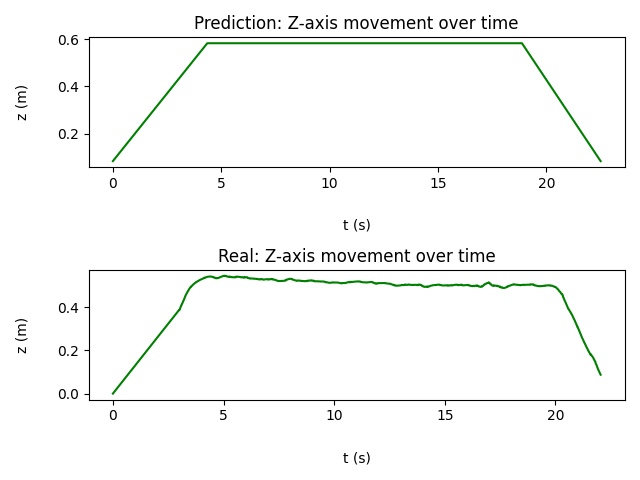 Prediction: Z-axis movement over time
0.6
0.4
0.2
z (m)
0 5 10 15 20
t (s)
Real: Z-axis movement over time
0.4
0.2
0.0
z (m)
0 5 10 15 20
t (s)